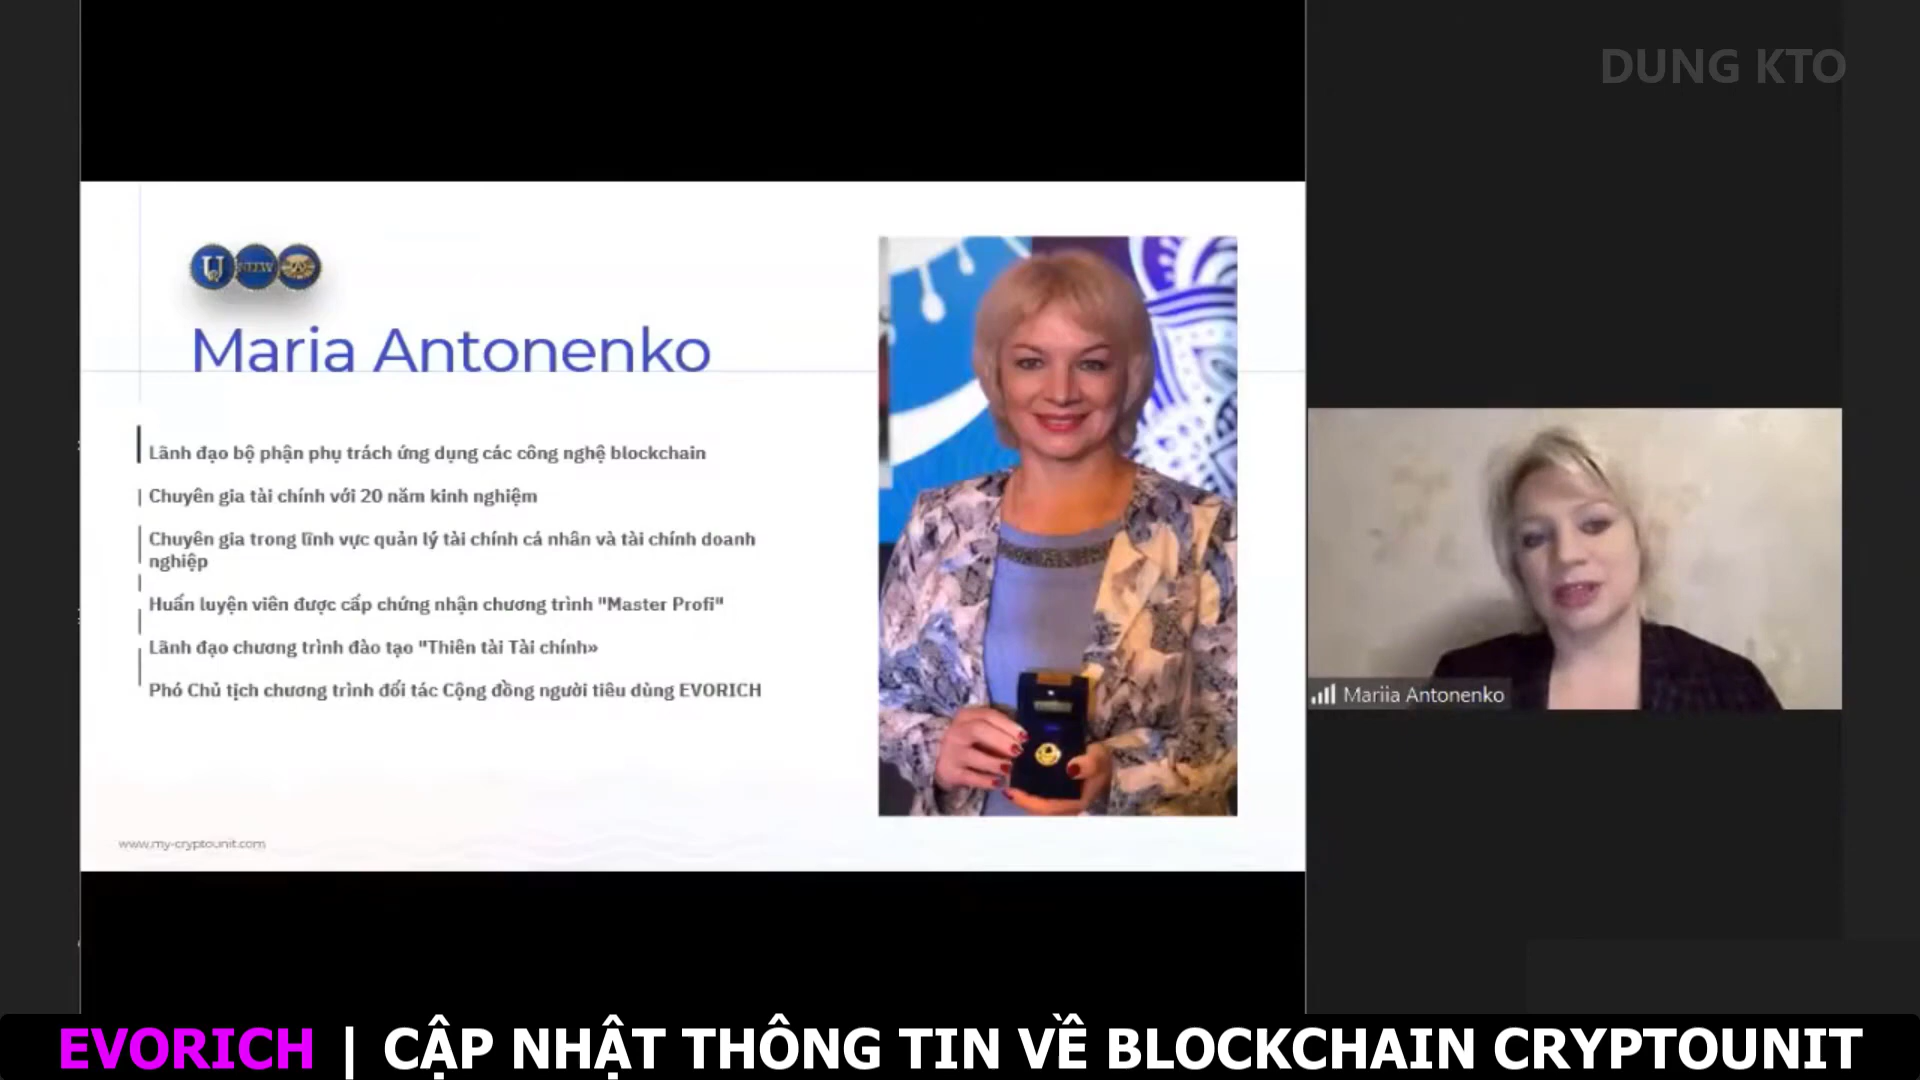 DUNG KTO
U
Maria Antonenko
Lãnh đạo bộ phận phụ trách ứng dụng các công nghệ blockchain
Chuyên gia tài chính với 20 năm kinh nghiệm
Chuyên gia trong lĩnh vực quản lý tài chính cá nhân và tài chính doanh
nghiệp
Huấn luyện viên được cấp chứng nhận chương trình "Master Profi"
Lãnh đạo chương trình đào tạo "Thiên tài Tài chính»
Phó Chủ tịch chương trình đối tác Cộng đồng người tiêu dùng EVORICH
www.my-cryptounit.com
Mariia Antonenko
EVORICH | CẬP NHẬT THÔNG TIN VỀ BLOCKCHAIN CRYPTOUNIT